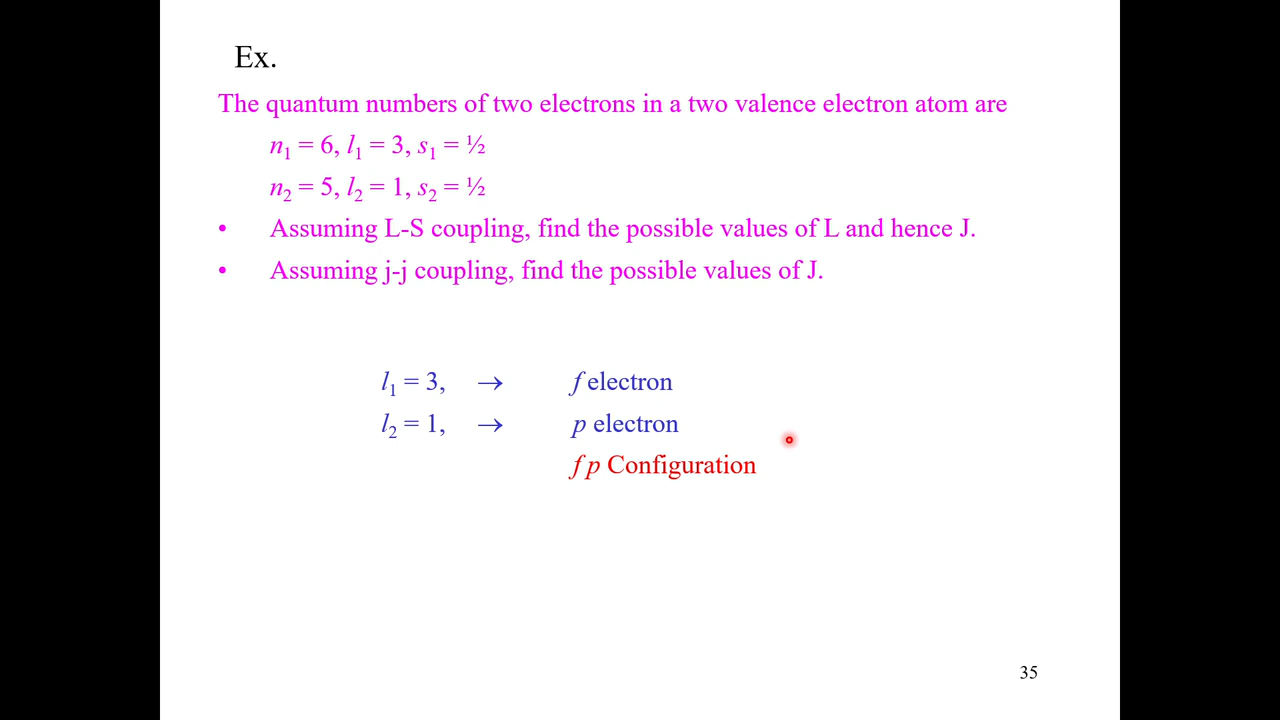 Ex.
The quantum numbers of two electrons in a two valence electron atom are
n₁ = 6, l₁ = 3, s₁ = ½
n₂ = 5, l₂ = 1, s₂ = ½
• Assuming L-S coupling, find the possible values of L and hence J.
• Assuming j-j coupling, find the possible values of J.
l₁ = 3, → f electron
l₂ = 1, → p electron
f p Configuration
35